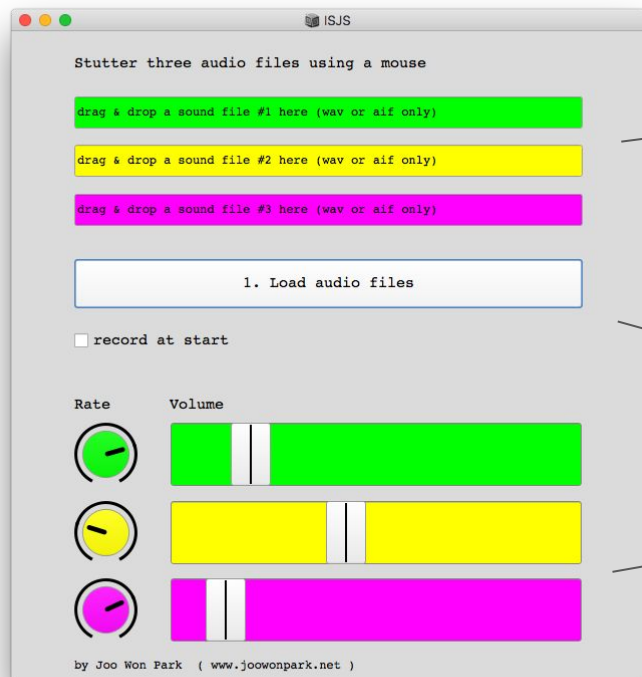 ISJS
Stutter three audio files using a mouse
drag & drop a sound file #1 here (wav or aif only)
drag & drop a sound file #2 here (wav or aif only)
drag & drop a sound file #3 here (wav or aif only)
1. Load audio files
record at start
Rate Volume
by Joo Won Park ( www.joowonpark.net )